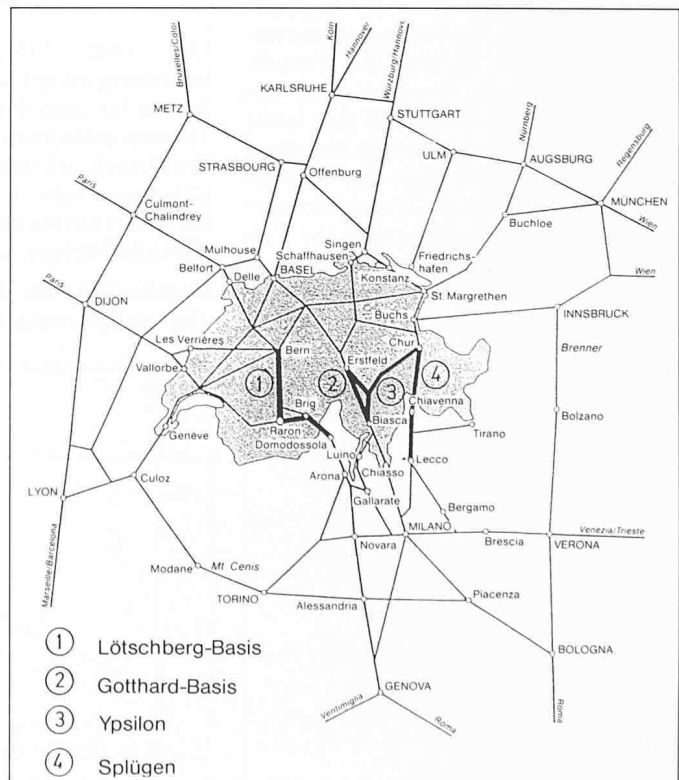 Köln
Hannover
Würzburg/Hannover
Bruxelles/Calais
KARLSRUHE
METZ
STUTTGART
Nürnberg
Regensburg
STRASBOURG
Offenburg
ULM
AUGSBURG
Paris
Culmont-
Chalindrey
MÜNCHEN
Buchloe
Wien
Mulhouse
Singen
Schaffhausen
Friedrichs-
hafen
Belfort
BASEL
Konstanz
Wien
Delle
Paris
St. Margrethen
DIJON
Buchs
INNSBRUCK
Les Verrières
Bern
Erstfeld
Chur
Brenner
Vallorbe
1
2
3
4
Brig
Chiavenna
Bolzano
Genève
Raron
Biasca
Domodossola
Tirano
Luino
Culoz
Arona
Chiasso
Lecco
LYON
Gallarate
Bergamo
MILANO
Venezia/Trieste
Novara
Brescia
VERONA
Marseille/Barcelona
Modane
Mt Cenis
TORINO
Alessandria
Piacenza
BOLOGNA
1 Lötschberg-Basis
2 Gotthard-Basis
GENOVA
3 Ypsilon
Ventimiglia
Roma
Roma
4 Splügen